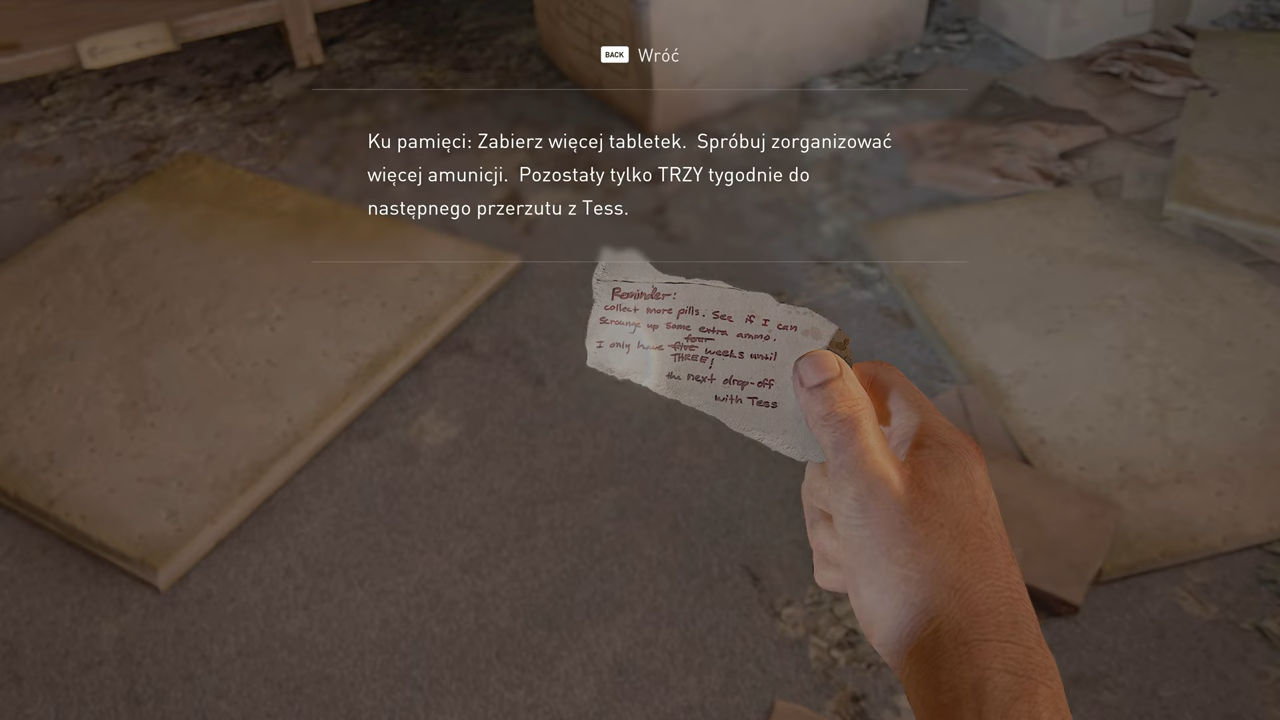 BACK Wróć
Ku pamięci: Zabierz więcej tabletek. Spróbuj zorganizować
więcej amunicji. Pozostały tylko TRZY tygodnie do
następnego przerzutu z Tess.
Reminder:
collect more pills. See if I can
scrounge up some extra ammo.
four
I only have five weeks until
THREE!
the next drop-off
with Tess